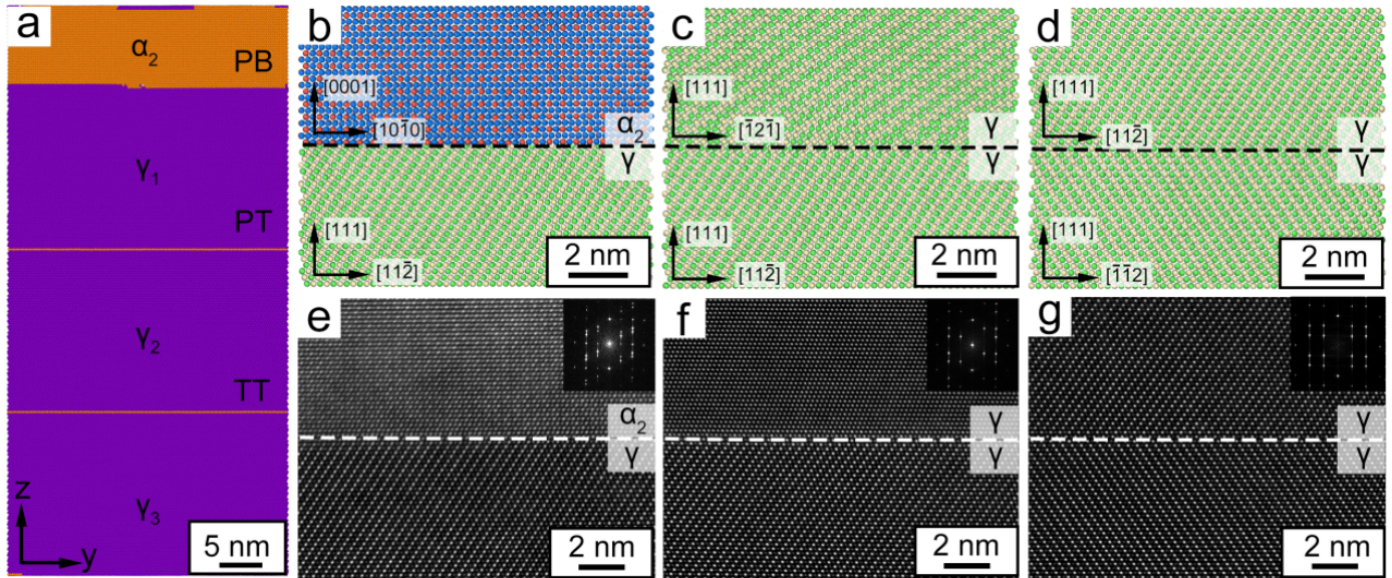 a
α₂
PB
γ₁
PT
γ₂
TT
γ₃
z
y
5 nm
b
[0001]
[101̄0]
α₂
γ
[111]
[112̄]
2 nm
c
[111]
[1̄21̄]
γ
γ
[111]
[112̄]
2 nm
d
[111]
[112̄]
γ
γ
[111]
[1̄1̄2]
2 nm
e
α₂
γ
2 nm
f
γ
γ
2 nm
g
γ
γ
2 nm